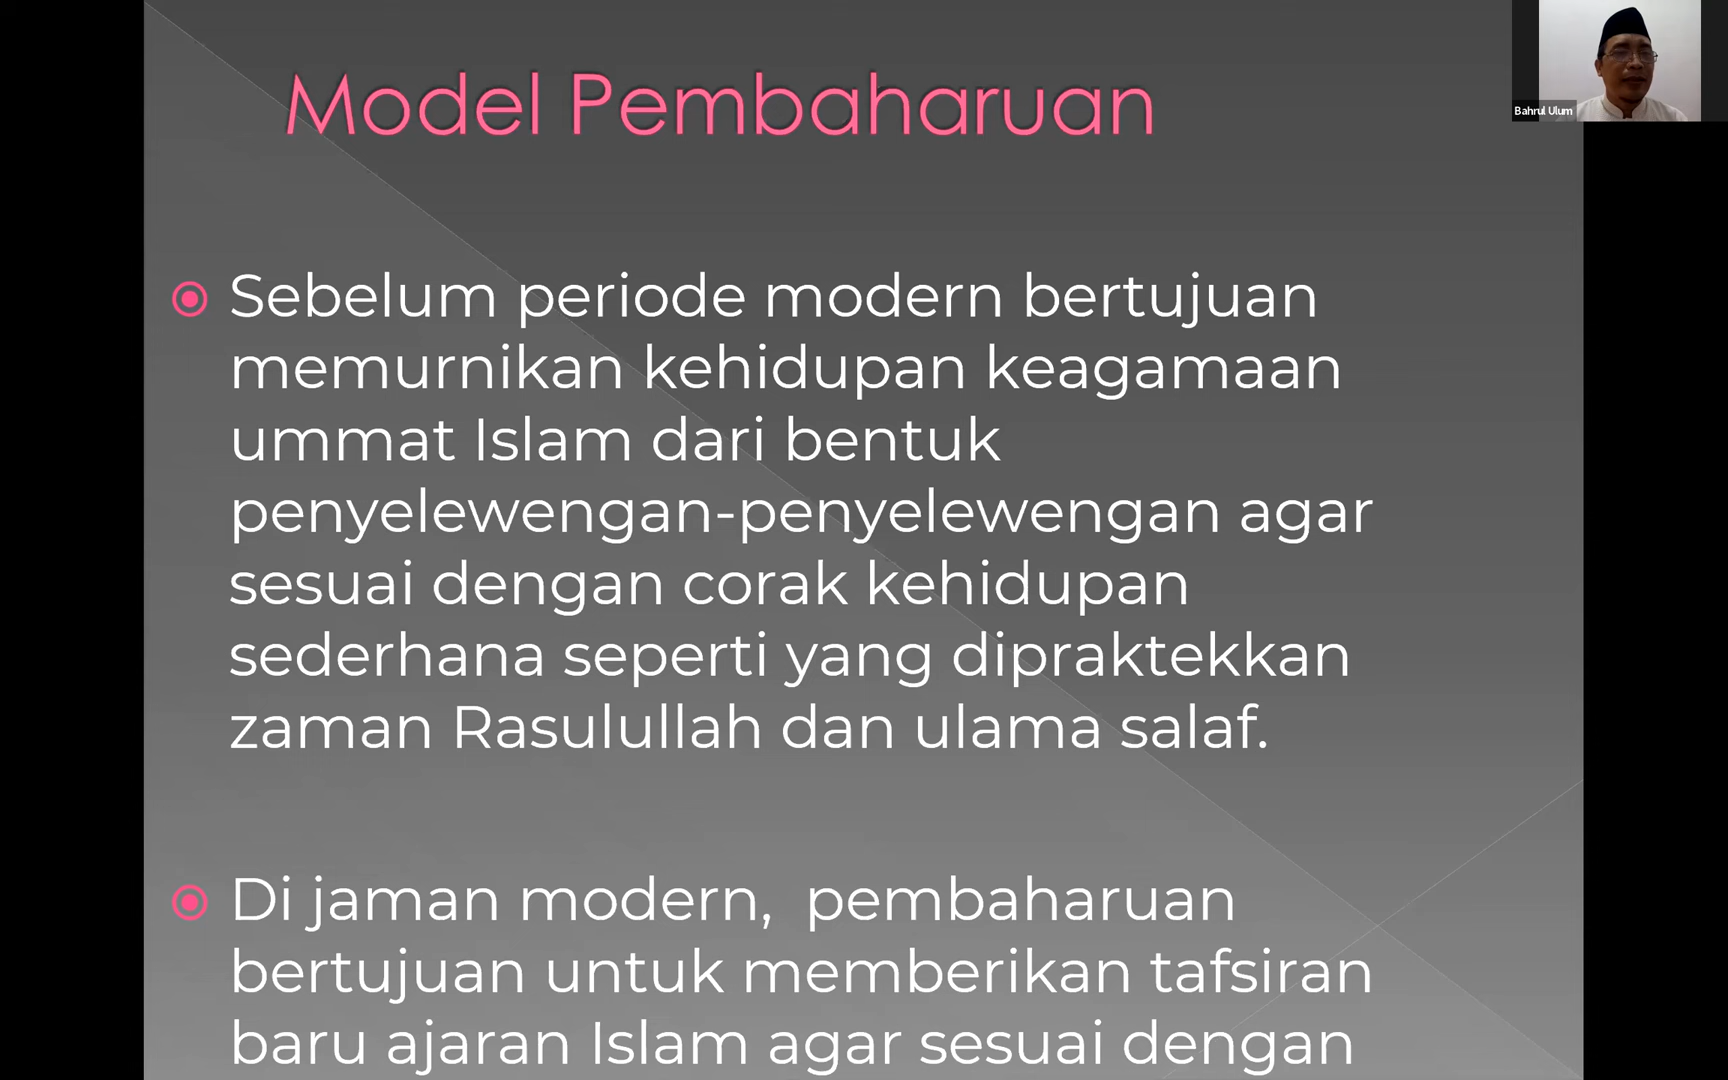 Model Pembaharuan
Bahrul Ulum
Sebelum periode modern bertujuan
memurnikan kehidupan keagamaan
ummat Islam dari bentuk
penyelewengan-penyelewengan agar
sesuai dengan corak kehidupan
sederhana seperti yang dipraktekkan
zaman Rasulullah dan ulama salaf.
Di jaman modern,  pembaharuan
bertujuan untuk memberikan tafsiran
baru ajaran Islam agar sesuai dengan